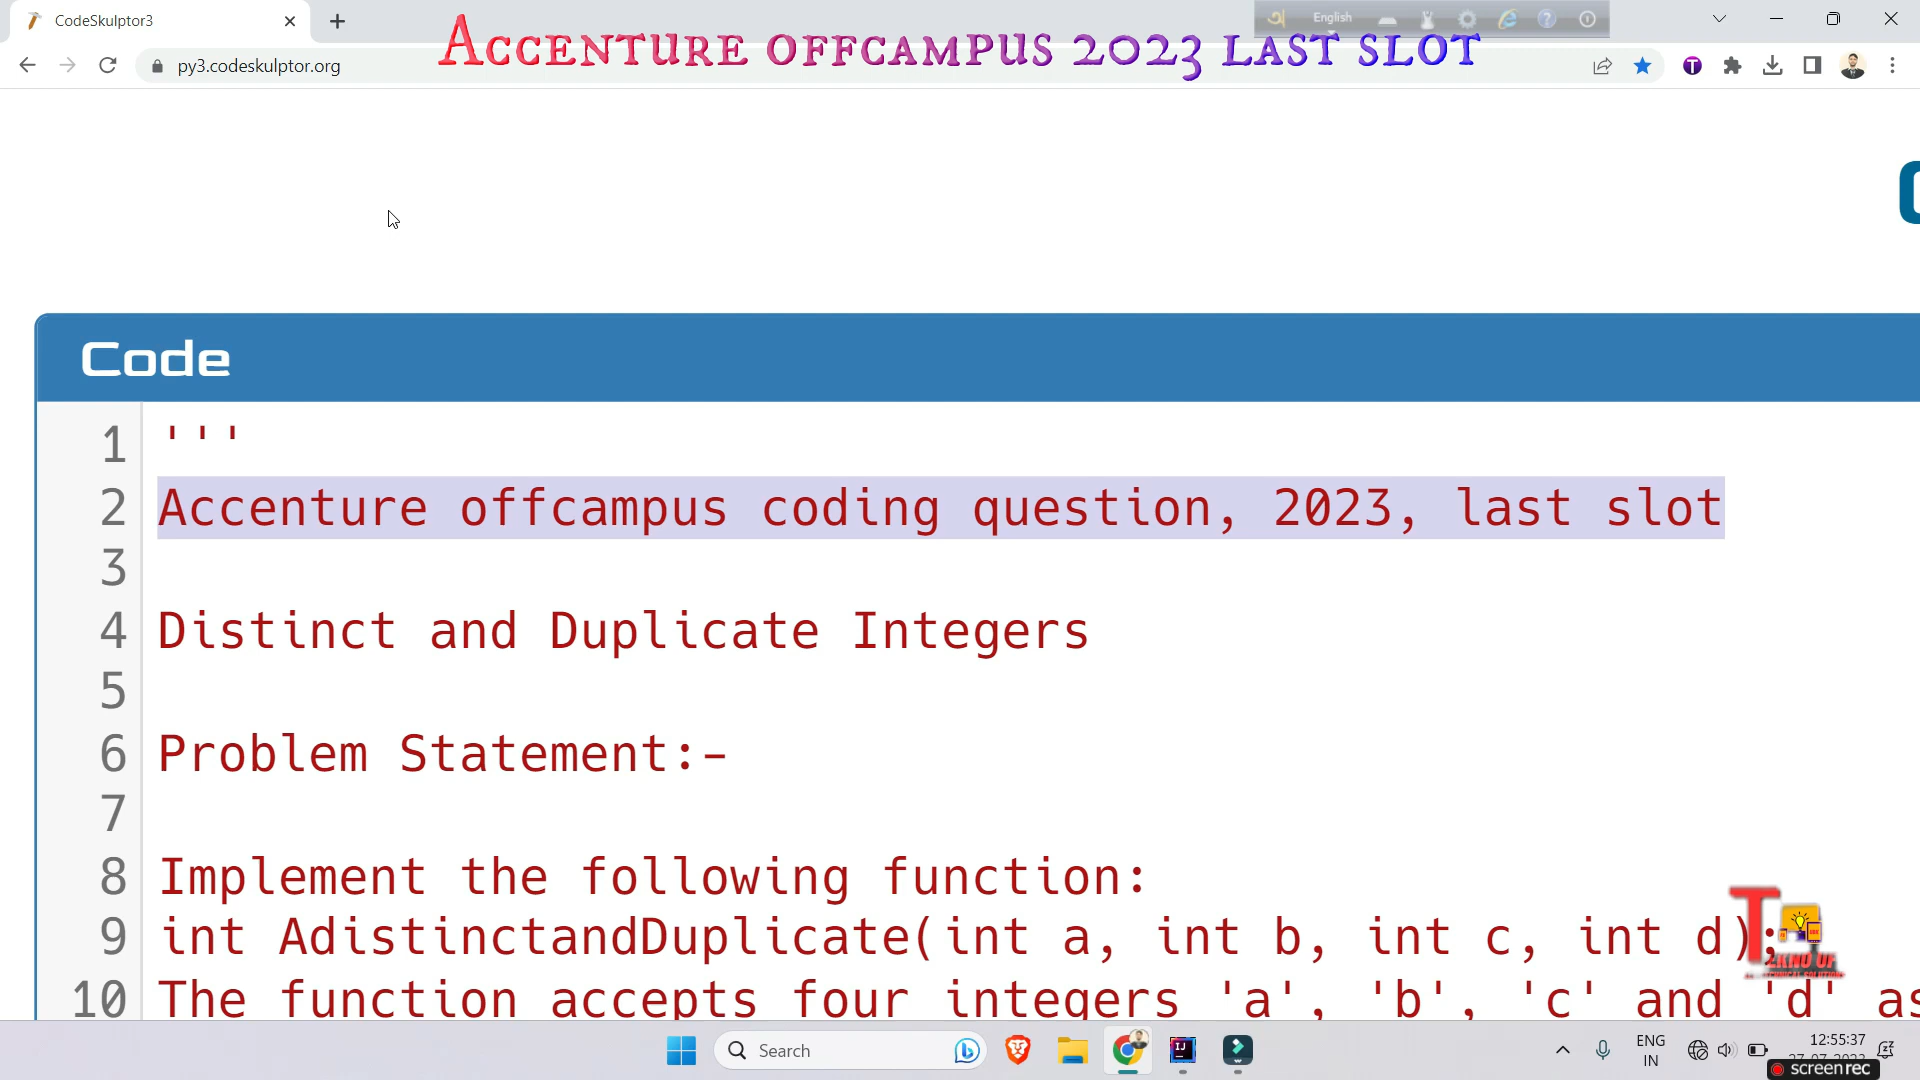 CodeSkulptor3
English
Accenture offcampus 2023 last slot
py3.codeskulptor.org
Code
1 '''
2 Accenture offcampus coding question, 2023, last slot
3
4 Distinct and Duplicate Integers
5
6 Problem Statement:-
7
8 Implement the following function:
9 int AdistinctandDuplicate(int a, int b, int c, int d);
10 The function accepts four integers 'a', 'b', 'c' and 'd' as
Search
ENG
IN
12:55:37
27-07-2023
screenrec